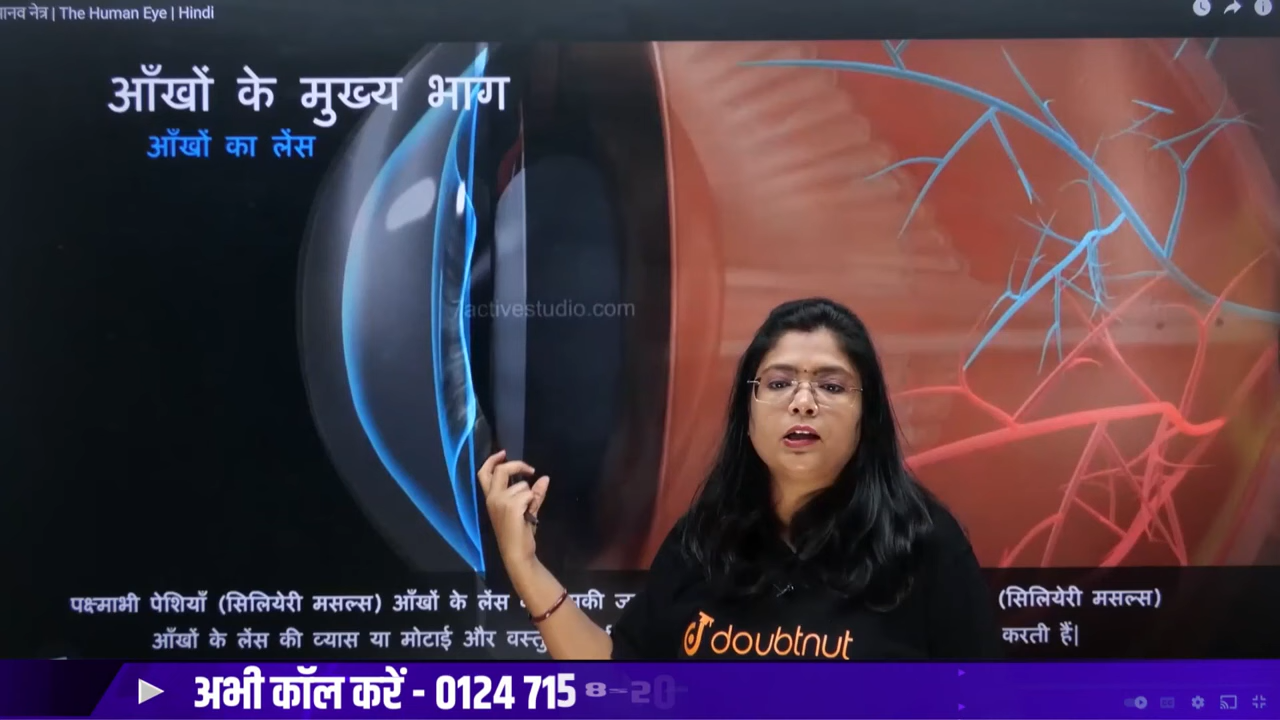 नव नेत्र | The Human Eye | Hindi
आँखों के मुख्य भाग
आँखों का लेंस
activestudio.com
पक्ष्माभी पेशियाँ (सिलियेरी मसल्स) आँखों के लेंस (सिलियेरी मसल्स)
आँखों के लेंस की व्यास या मोटाई और करती हैं|
doubtnut
अभी कॉल करें - 0124 715